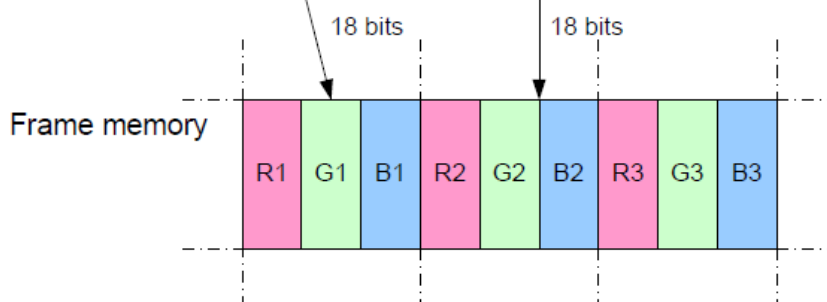 18 bits 18 bits
Frame memory
R1 G1 B1 R2 G2 B2 R3 G3 B3